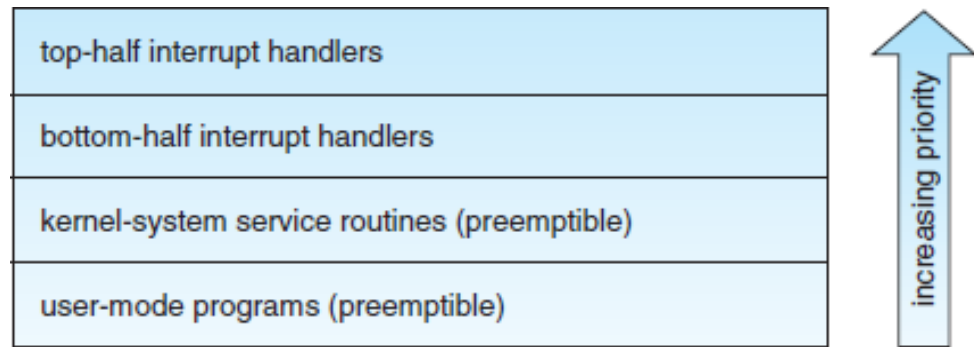 top-half interrupt handlers
bottom-half interrupt handlers
kernel-system service routines (preemptible)
user-mode programs (preemptible)
increasing priority